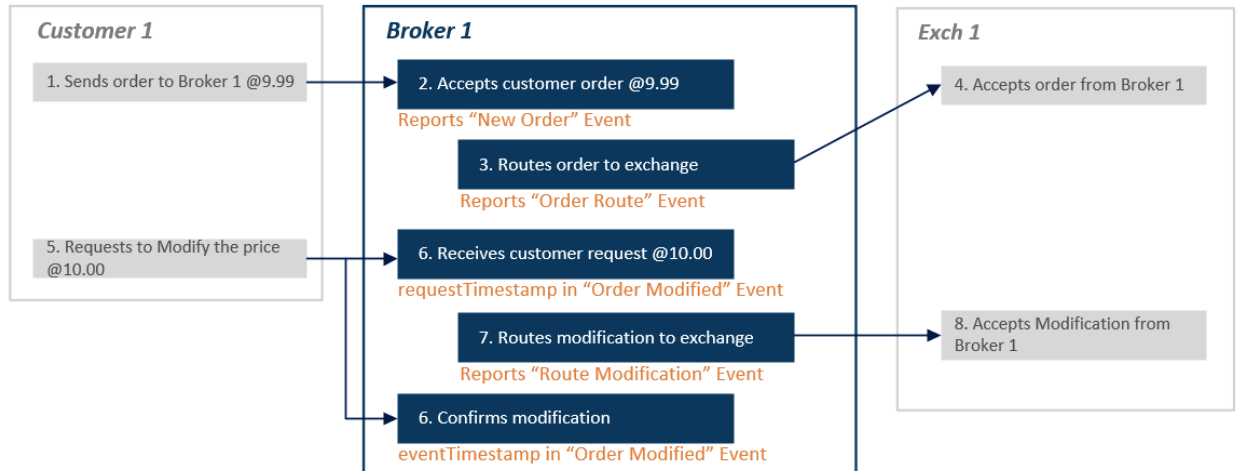 Customer 1
1. Sends order to Broker 1 @9.99
5. Requests to Modify the price
@10.00
Broker 1
2. Accepts customer order @9.99
Reports “New Order” Event
3. Routes order to exchange
Reports “Order Route” Event
6. Receives customer request @10.00
requestTimestamp in “Order Modified” Event
7. Routes modification to exchange
Reports “Route Modification” Event
6. Confirms modification
eventTimestamp in “Order Modified” Event
Exch 1
4. Accepts order from Broker 1
8. Accepts Modification from
Broker 1